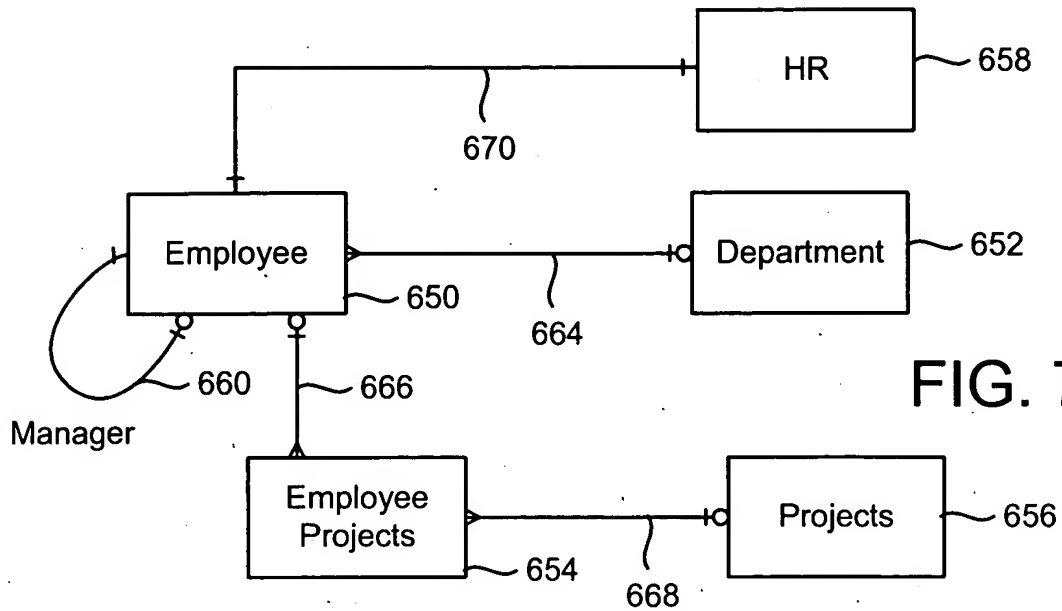 HR
658
670
Employee
650
Department
652
664
660
666
FIG. 7
Manager
Employee
Projects
654
668
Projects
656